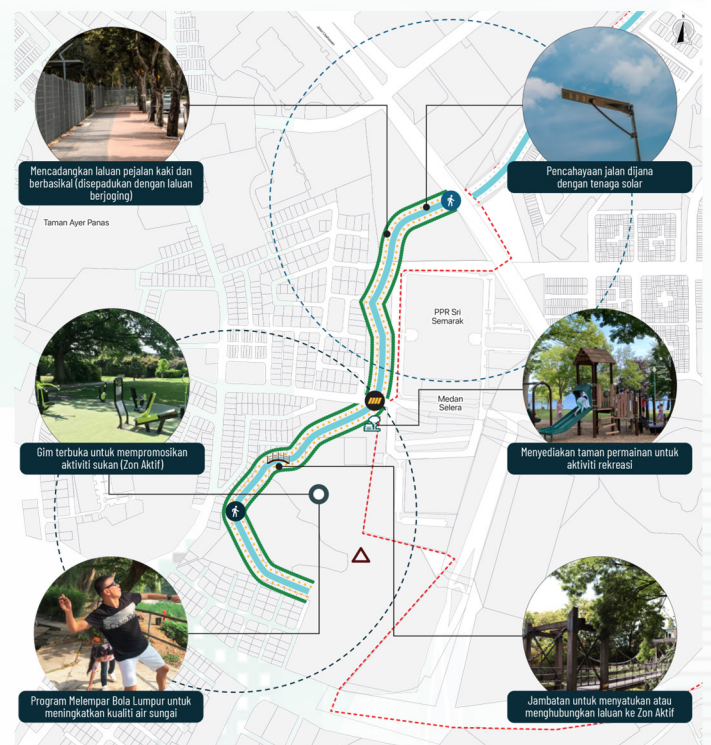 Mencadangkan laluan pejalan kaki dan
berbasikal (disepadukan dengan laluan
berjoging)
Pencahayaan jalan dijana
dengan tenaga solar
Taman Ayer Panas
PPR Sri
Semarak
Medan
Selera
Gim terbuka untuk mempromosikan
aktiviti sukan (Zon Aktif)
Menyediakan taman permainan untuk
aktiviti rekreasi
Program Melempar Bola Lumpur untuk
meningkatkan kualiti air sungai
Jambatan untuk menyatukan atau
menghubungkan laluan ke Zon Aktif